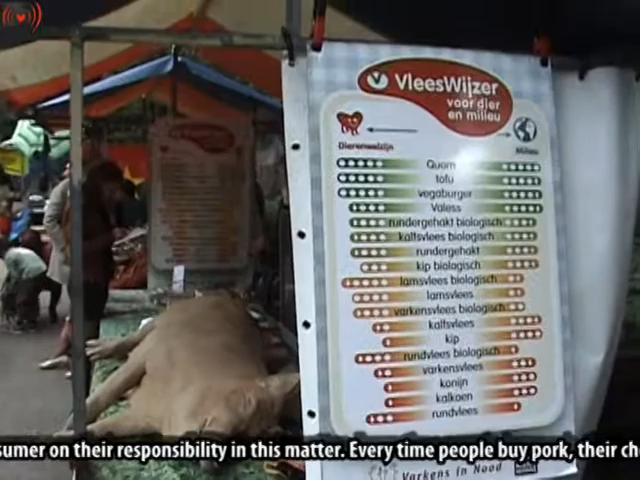 VleesWijzer
voor dier
en milieu
Dierenwelzijn
Milieu
Quorn
tofu
vegaburger
Valess
rundergehakt biologisch
kalfsvlees biologisch
rundergehakt
kip biologisch
lamsvlees biologisch
lamsvlees
varkensvlees biologisch
kalfsvlees
kip
rundvlees biologisch
varkensvlees
konijn
kalkoen
rundvlees
sumer on their responsibility in this matter. Every time people buy pork, their ch
Varkens in Nood